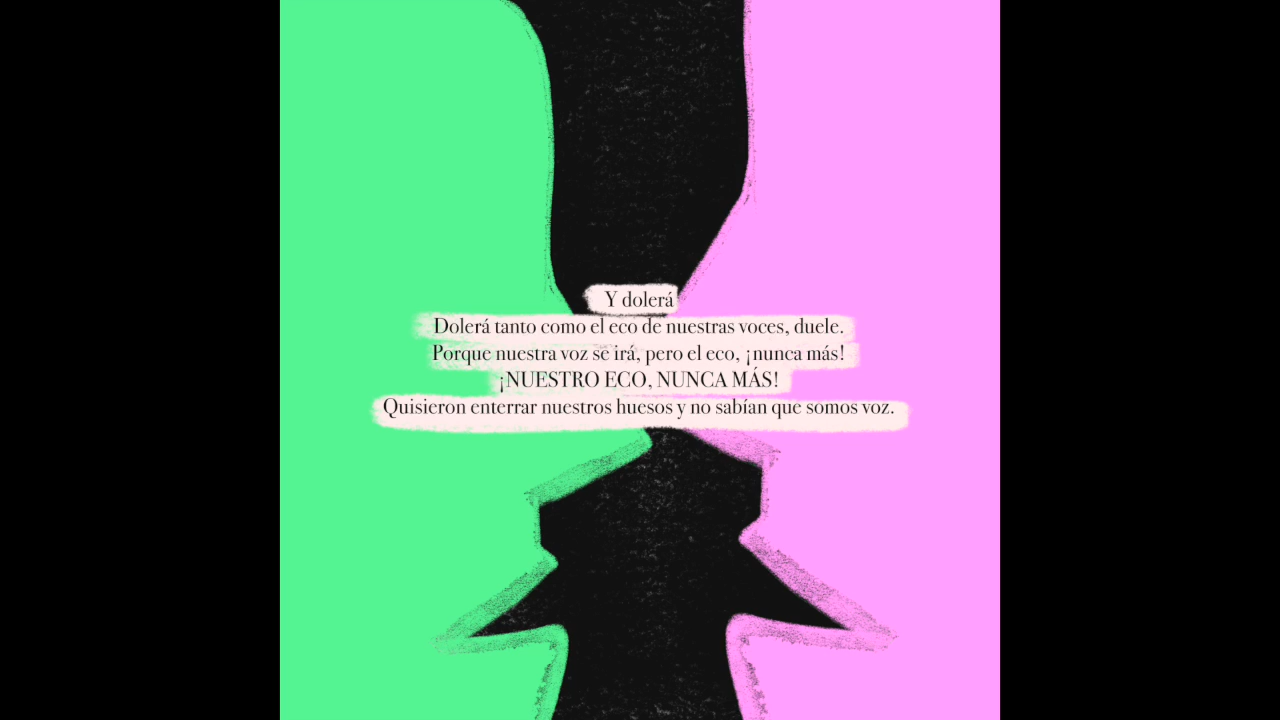 Y dolerá
Dolerá tanto como el eco de nuestras voces, duele.
Porque nuestra voz se irá, pero el eco, ¡nunca más!
¡NUESTRO ECO, NUNCA MÁS!
Quisieron enterrar nuestros huesos y no sabían que somos voz.